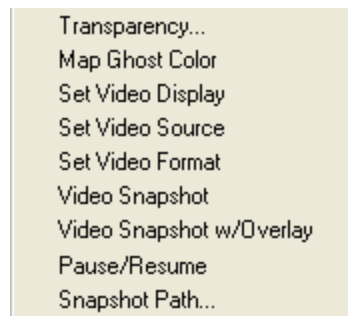 Transparency...
Map Ghost Color
Set Video Display
Set Video Source
Set Video Format
Video Snapshot
Video Snapshot w/Overlay
Pause/Resume
Snapshot Path...